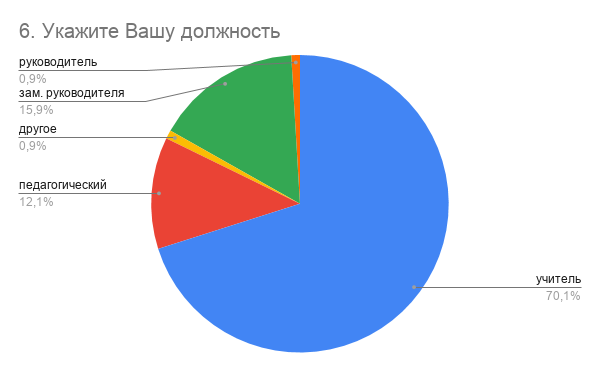 6. Укажите Вашу должность
руководитель
0,9%
зам. руководителя
15,9%
другое
0,9%
педагогический
12,1%
учитель
70,1%